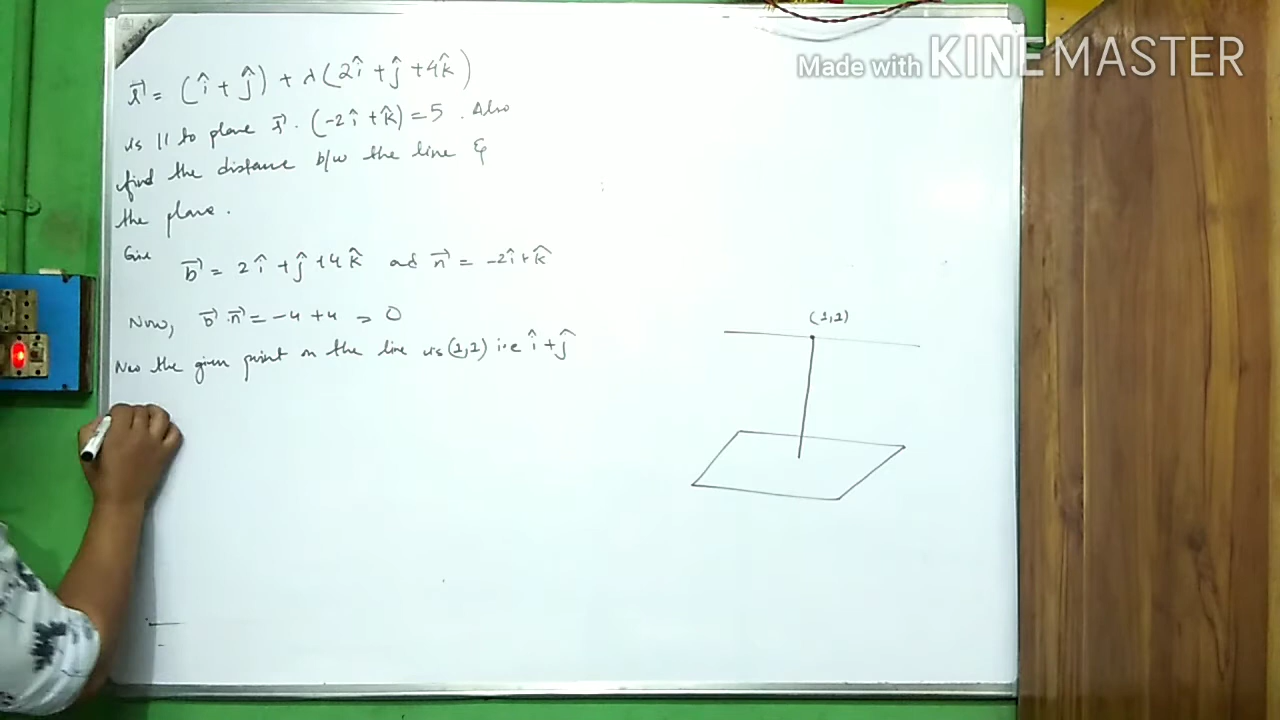 Made with KINEMASTER
r⃗ = (î + ĵ) + λ(2î + ĵ + 4k̂)
is || to plane r⃗ . (-2î + k̂) = 5 . Also
find the distance b/w the line &
the plane .
Give
b⃗ = 2î + ĵ + 4k̂ ad n⃗ = -2î + k̂
Now, b⃗ . n⃗ = -4 + 4 = 0
Now the given point on the line is (1,1) i.e î + ĵ
(1,1)